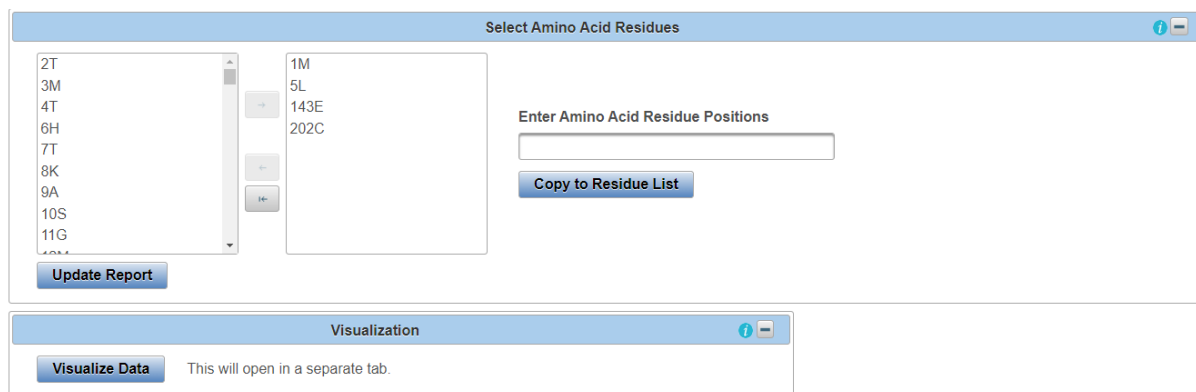 Select Amino Acid Residues
2T
3M
4T
6H
7T
8K
9A
10S
11G
1M
5L
143E
202C
Enter Amino Acid Residue Positions
Copy to Residue List
Update Report
Visualization
Visualize Data
This will open in a separate tab.